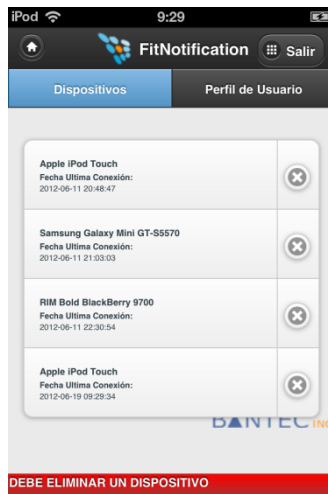 iPod 9:29
FitNotification Salir
Dispositivos Perfil de Usuario
Apple iPod Touch
Fecha Ultima Conexión:
2012-06-11 20:48:47
Samsung Galaxy Mini GT-S5570
Fecha Ultima Conexión:
2012-06-11 21:03:03
RIM Bold BlackBerry 9700
Fecha Ultima Conexión:
2012-06-11 22:30:54
Apple iPod Touch
Fecha Ultima Conexión:
2012-06-19 09:29:34
BANTEC INC
DEBE ELIMINAR UN DISPOSITIVO